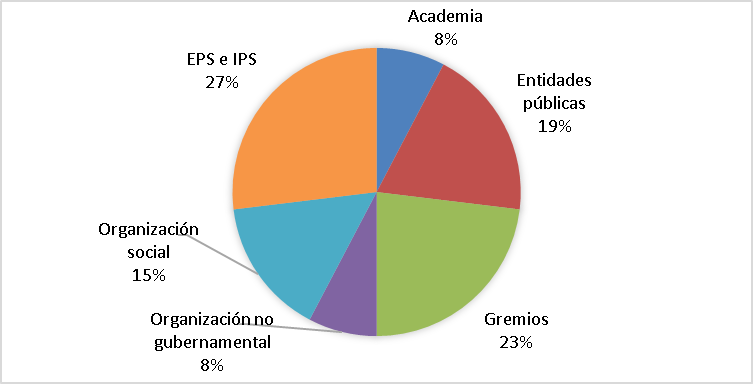 Academia
8%
Entidades
públicas
19%
Gremios
23%
Organización no
gubernamental
8%
Organización
social
15%
EPS e IPS
27%